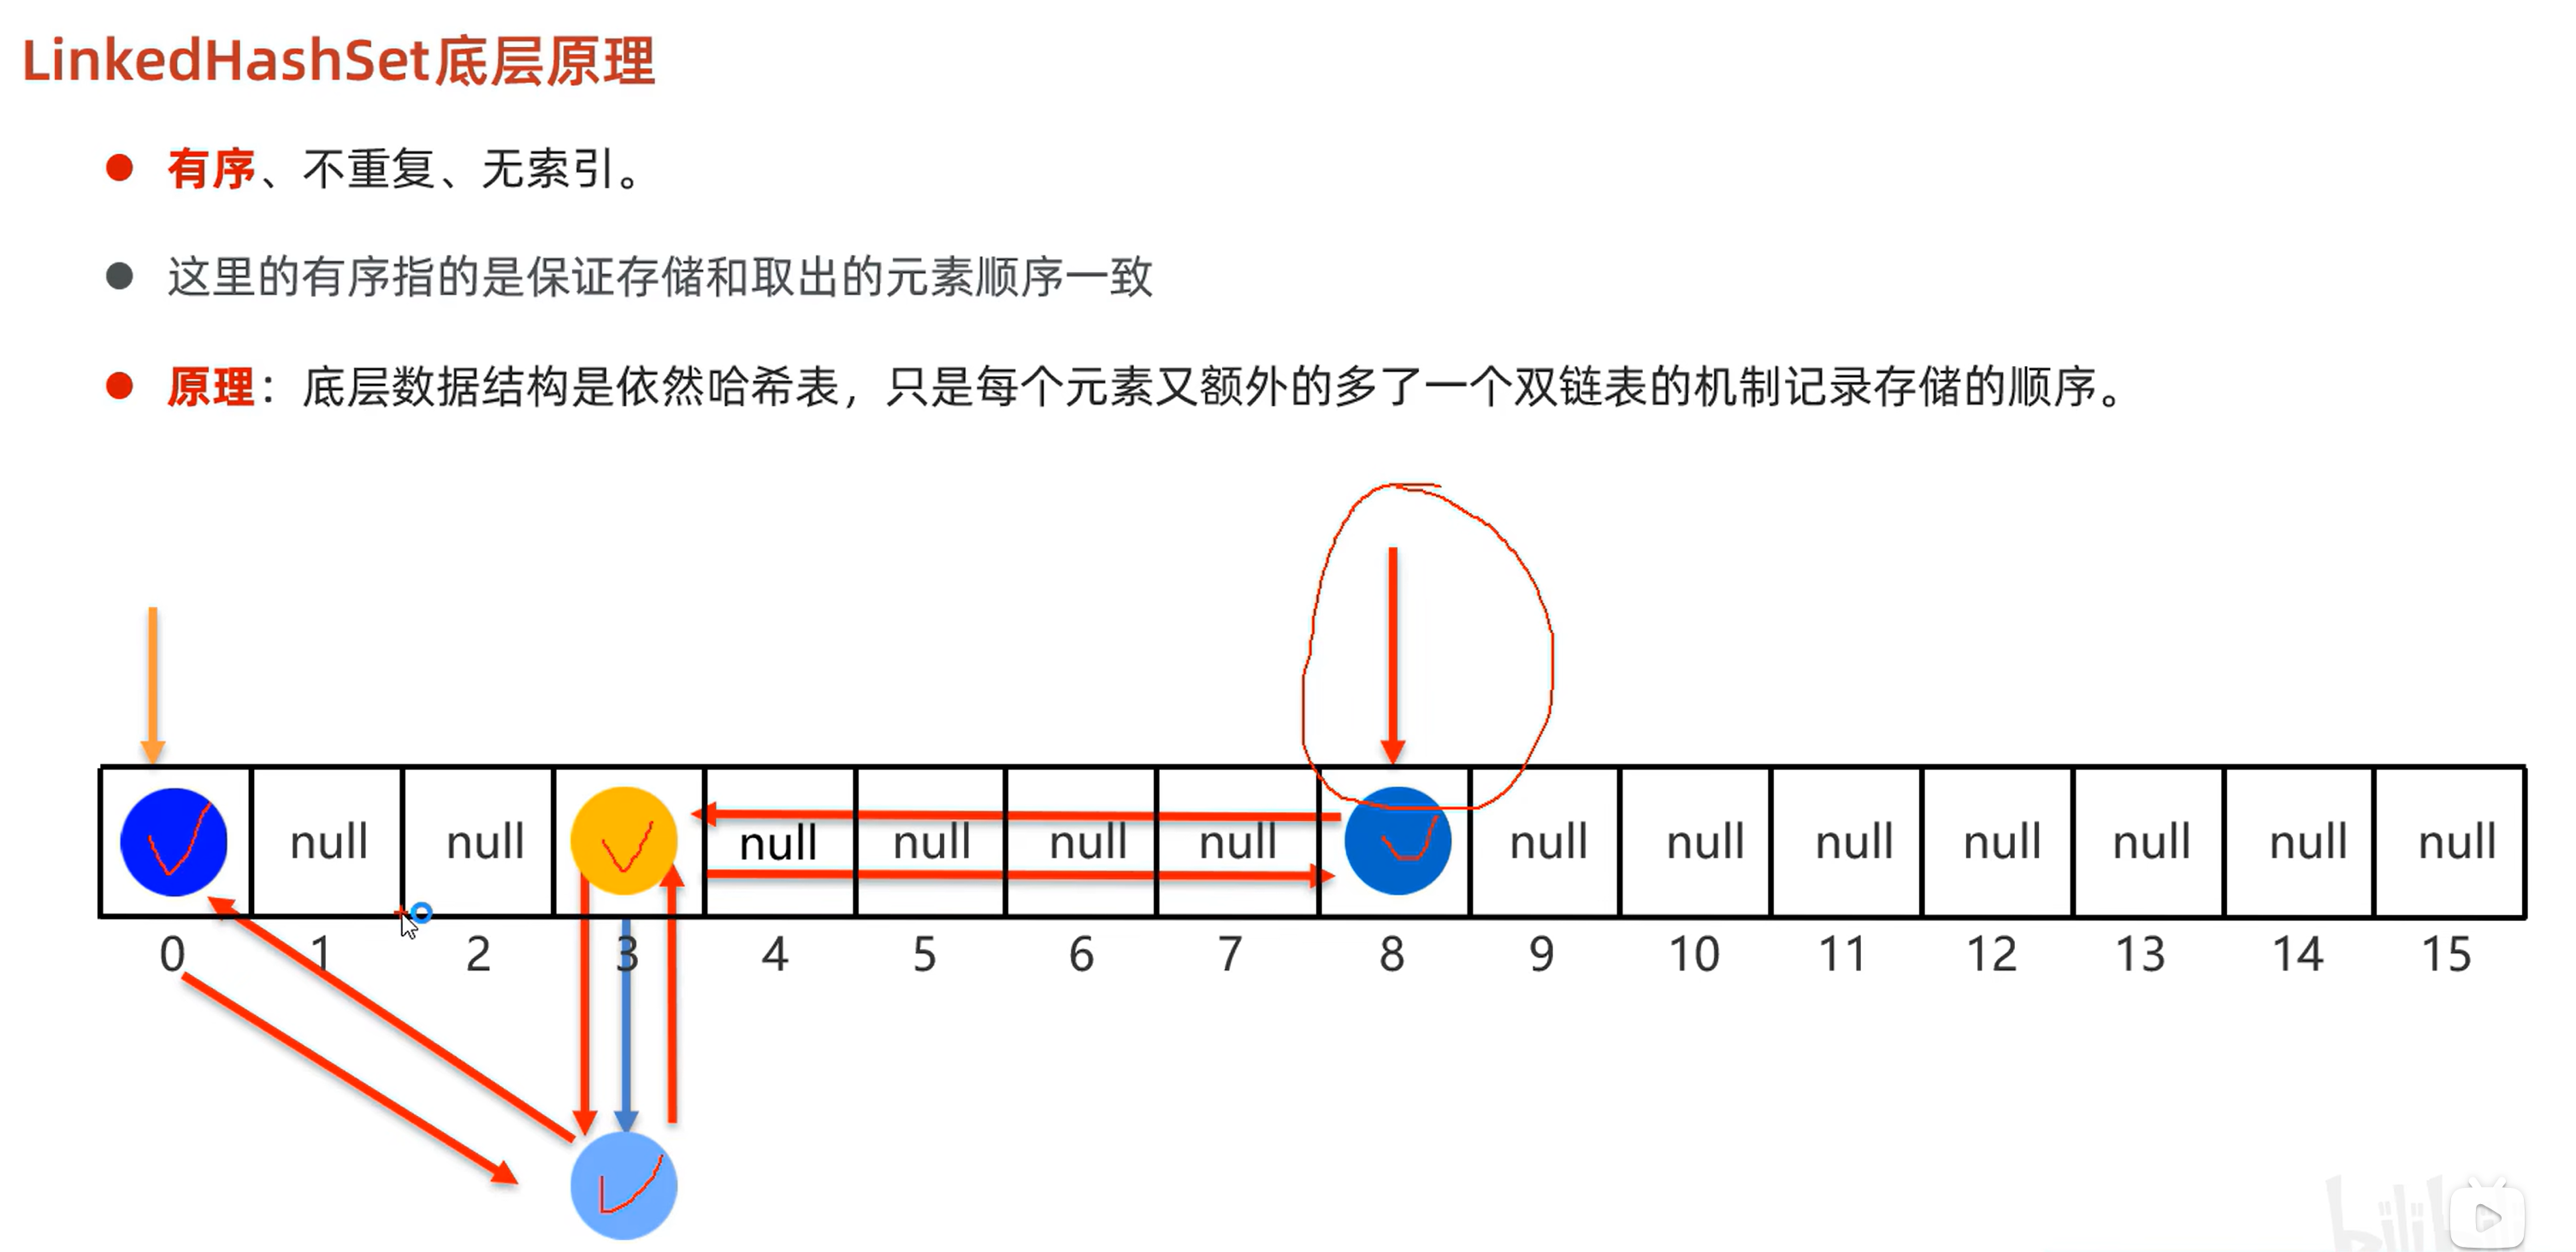 LinkedHashSet底层原理
有序、不重复、无索引。
这里的有序指的是保证存储和取出的元素顺序一致
原理：底层数据结构是依然哈希表，只是每个元素又额外的多了一个双链表的机制记录存储的顺序。
null null null null null null null null null null null null null
0 1 2 3 4 5 6 7 8 9 10 11 12 13 14 15